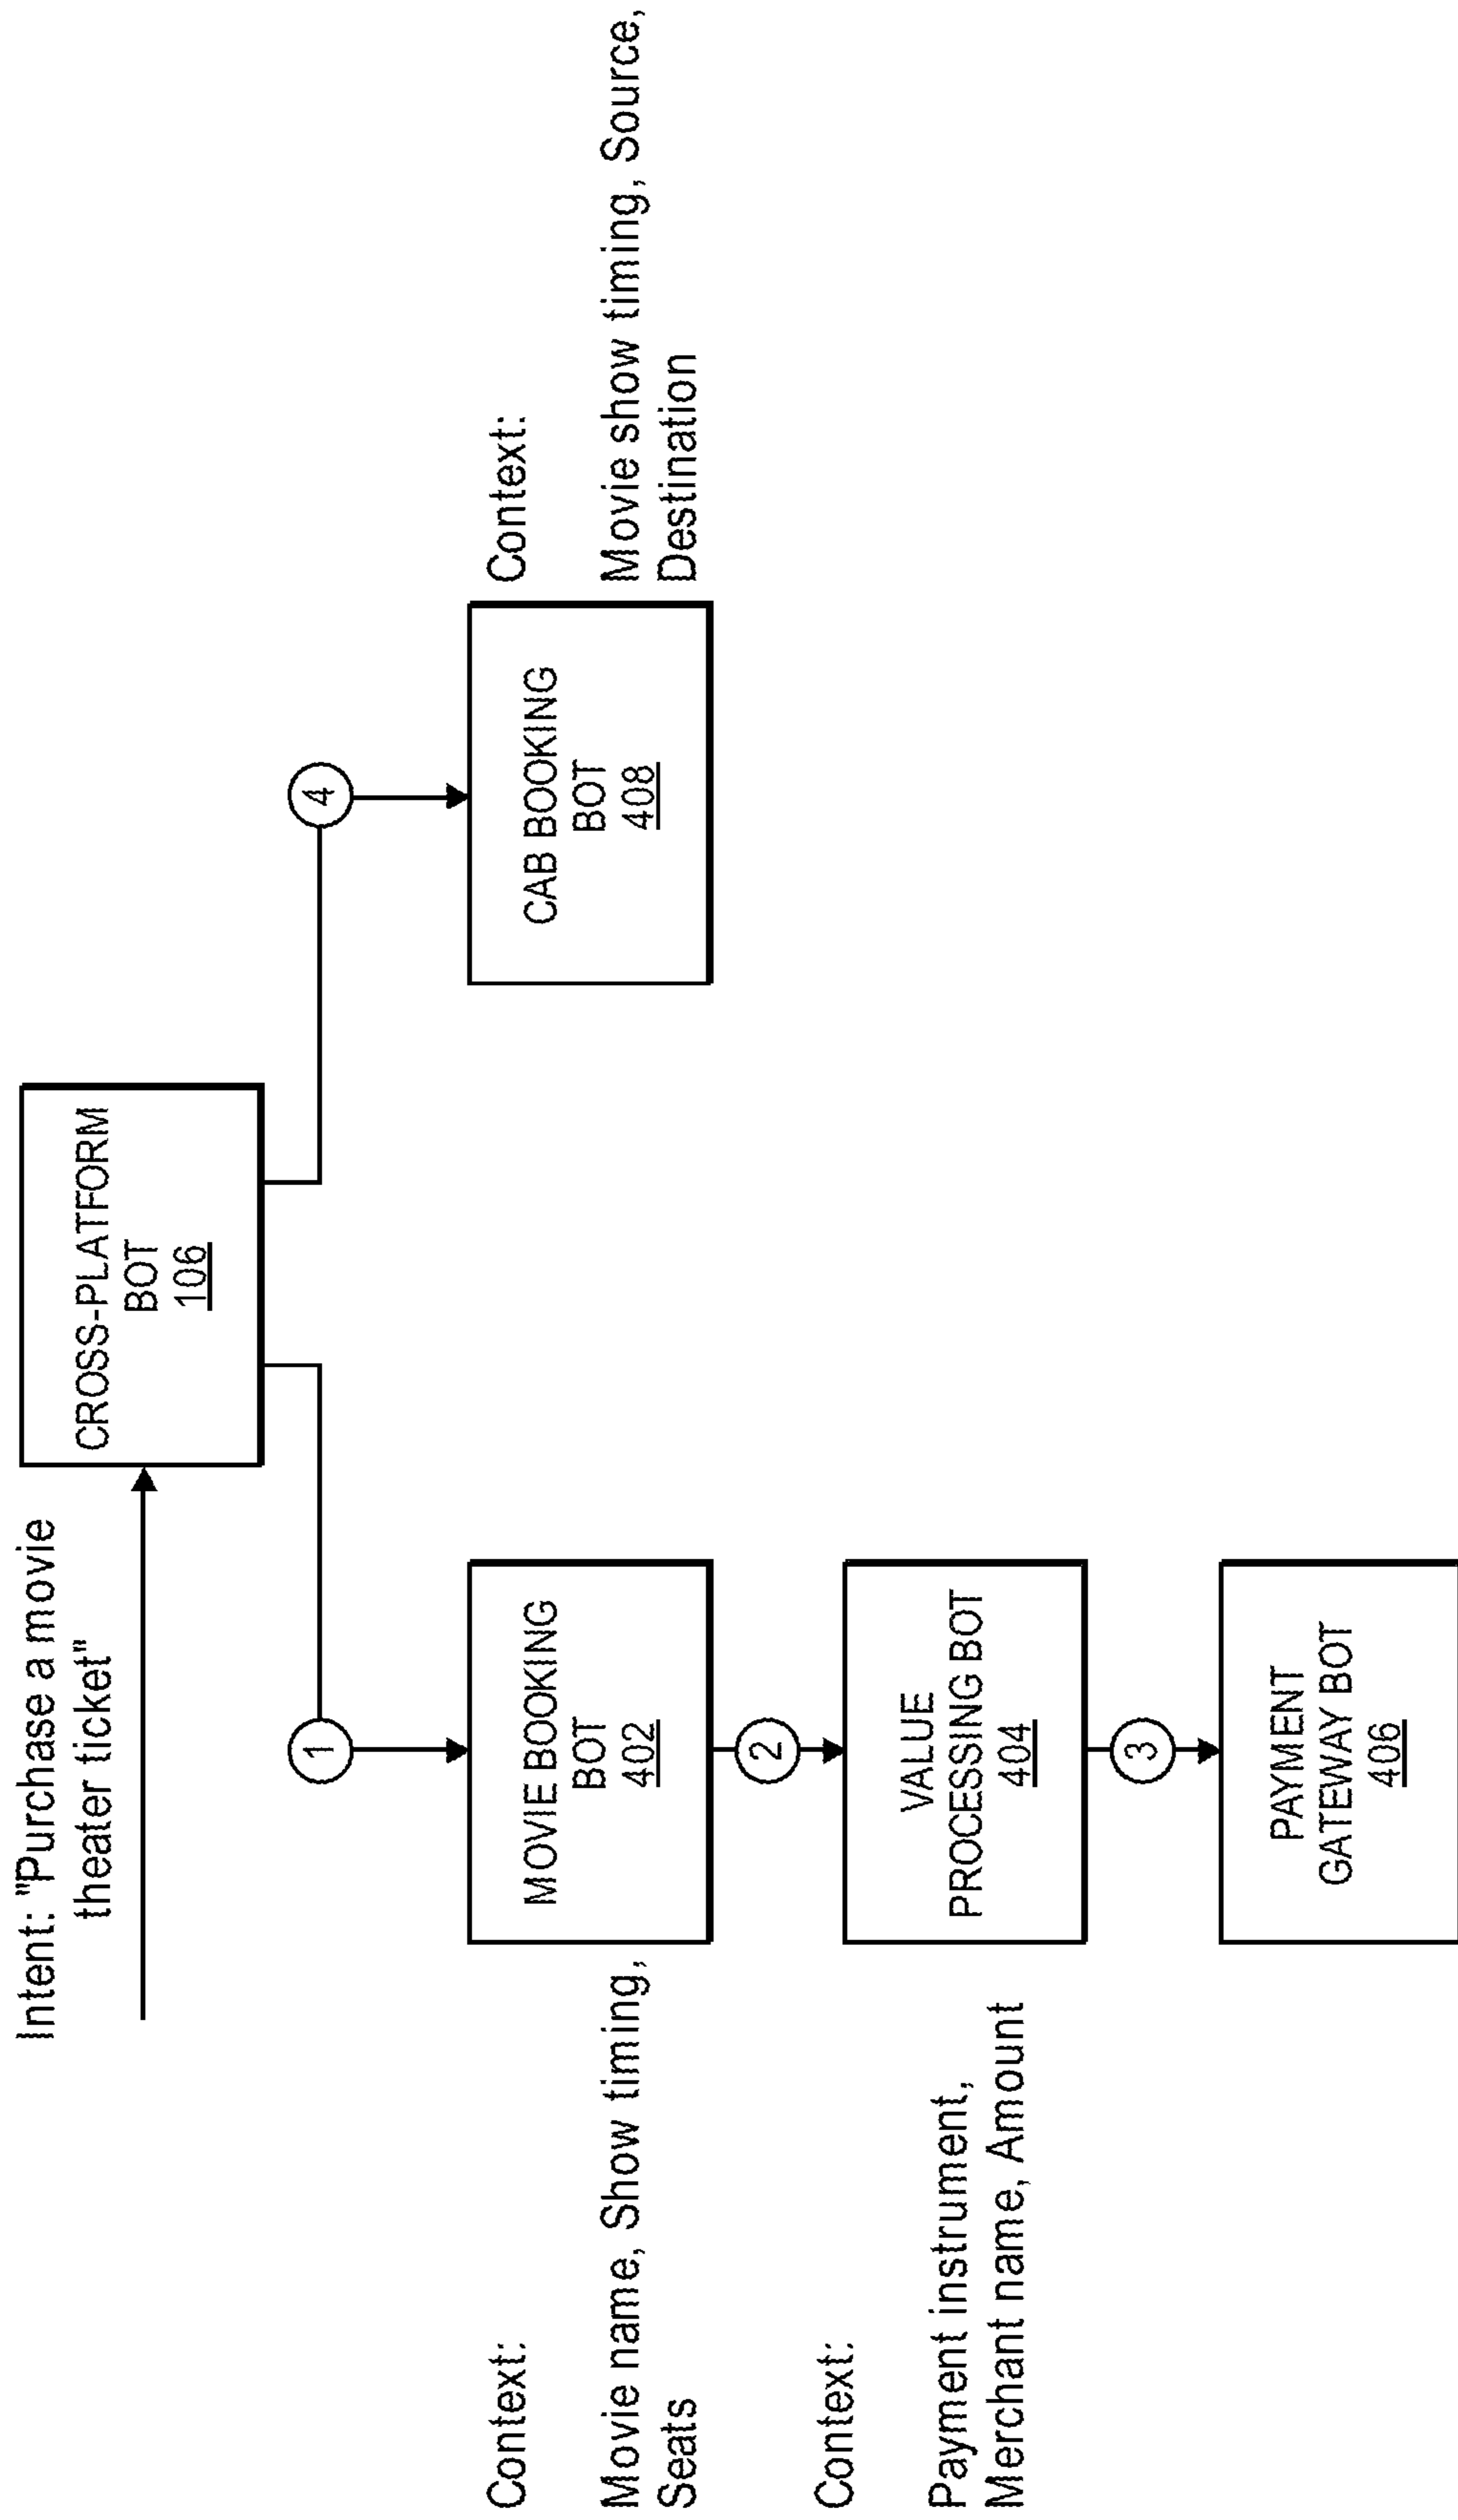 Intent: "Purchase a movie
theater ticket"
CROSS-PLATFORM
BOT
106
1
4
Context:
Movie name, Show timing,
Seats
MOVIE BOOKING
BOT
402
CAB BOOKING
BOT
408
Context:
Movie show timing, Source,
Destination
2
Context:
Payment instrument,
Merchant name, Amount
VALUE
PROCESSING BOT
404
3
PAYMENT
GATEWAY BOT
406